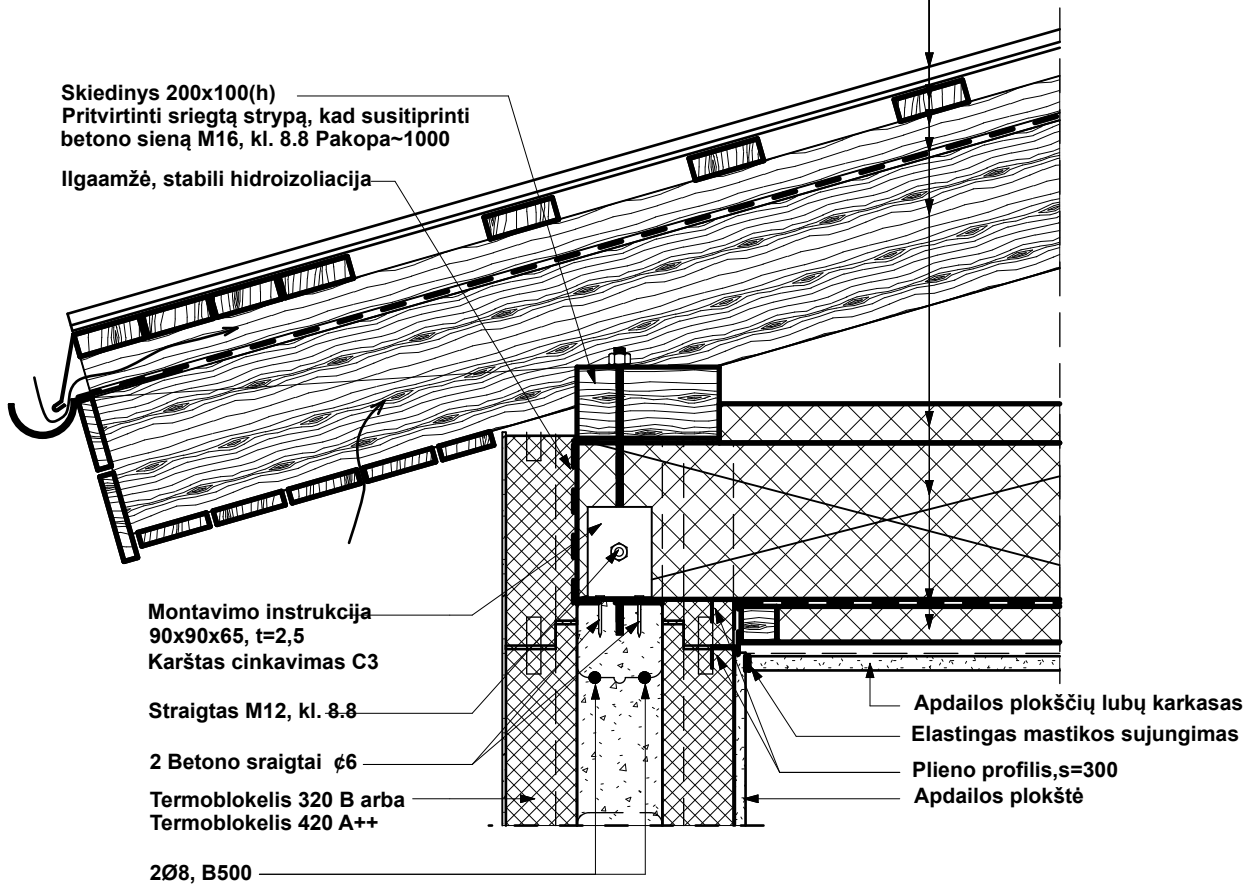 Skiedinys 200x100(h)
Pritvirtinti sriegtą strypą, kad susitiprinti
betono sieną M16, kl. 8.8 Pakopa~1000
Ilgaamžė, stabili hidroizoliacija
Montavimo instrukcija
90x90x65, t=2,5
Karštas cinkavimas C3
Straigtas M12, kl. 8.8
2 Betono sraigtai ¢6
Termoblokelis 320 B arba
Termoblokelis 420 A++
2Ø8, B500
Apdailos plokščių lubų karkasas
Elastingas mastikos sujungimas
Plieno profilis,s=300
Apdailos plokštė